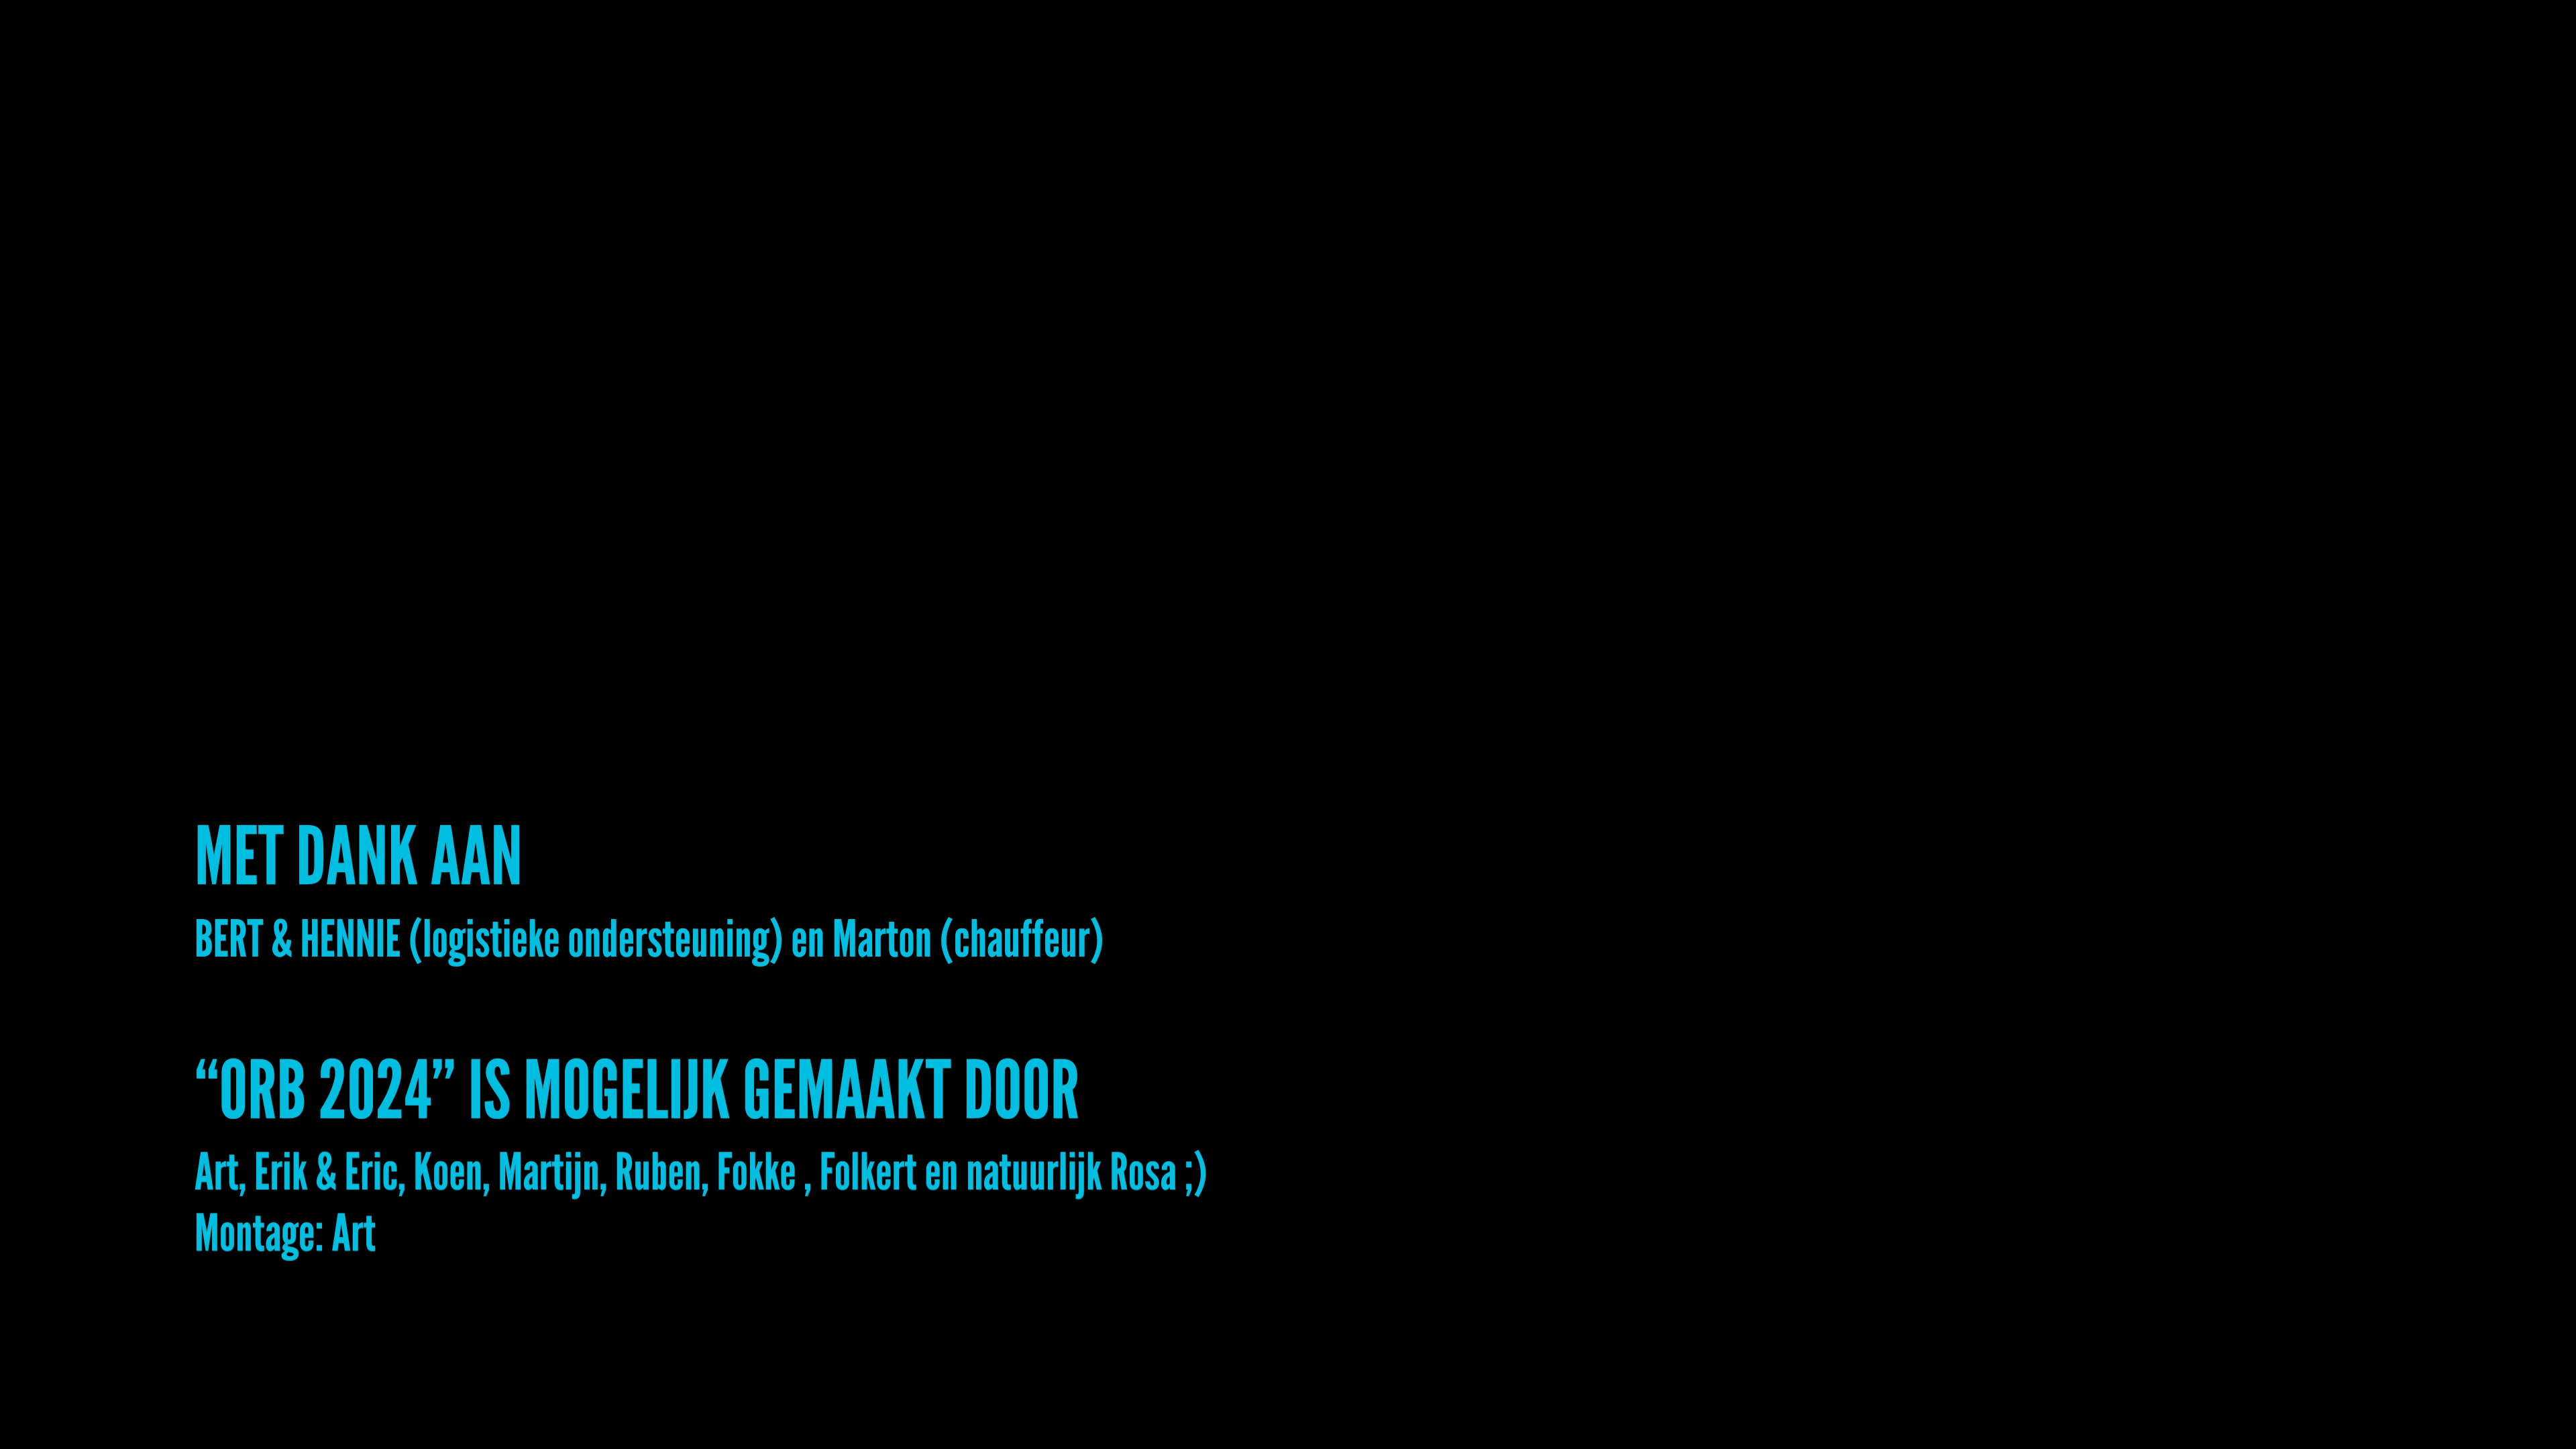 MET DANK AAN
BERT & HENNIE (logistieke ondersteuning) en Marton (chauffeur)
“ORB 2024” IS MOGELIJK GEMAAKT DOOR
Art, Erik & Eric, Koen, Martijn, Ruben, Fokke , Folkert en natuurlijk Rosa ;)
Montage: Art